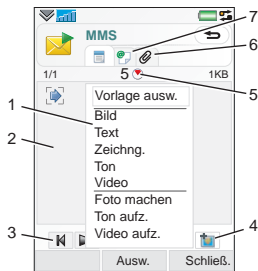 MMS
7
6
1/1
5
1KB
5
Vorlage ausw.
1
Bild
Text
2
Zeichng.
Ton
Video
Foto machen
Ton aufz.
3
Video aufz.
4
Ausw.
Schließ.